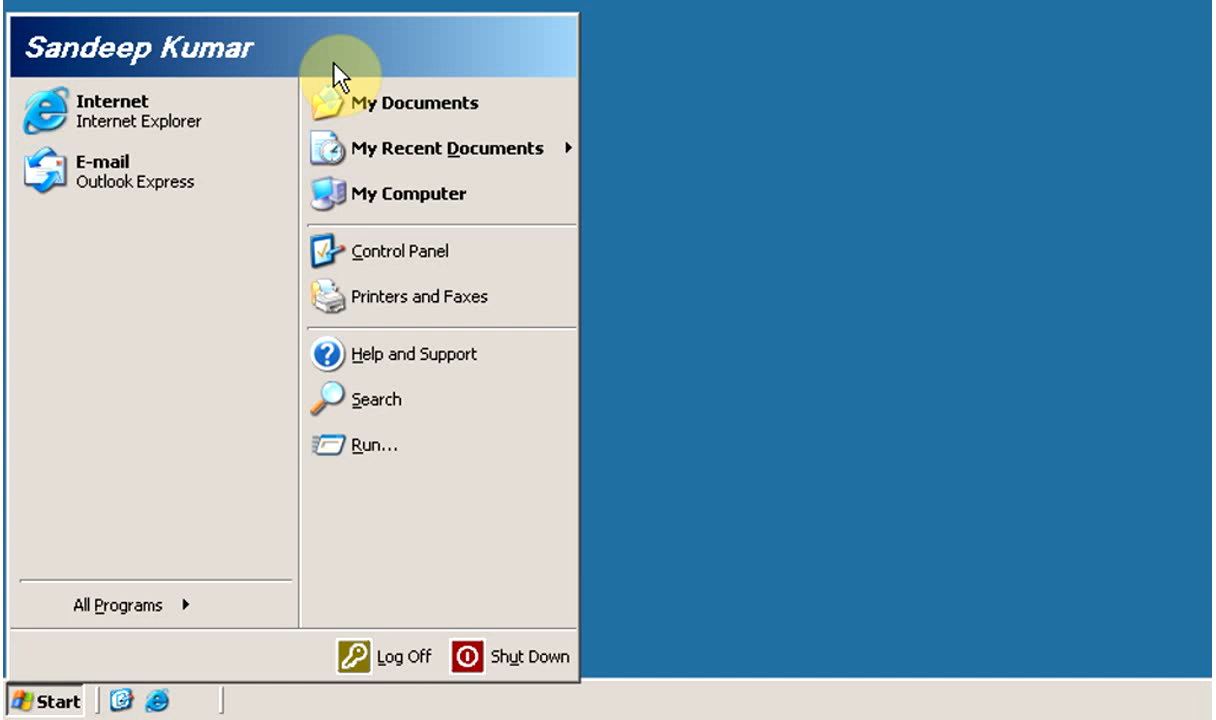 Sandeep Kumar
Internet
Internet Explorer
E-mail
Outlook Express
All Programs
My Documents
My Recent Documents
My Computer
Control Panel
Printers and Faxes
Help and Support
Search
Run...
Log Off
Shut Down
Start